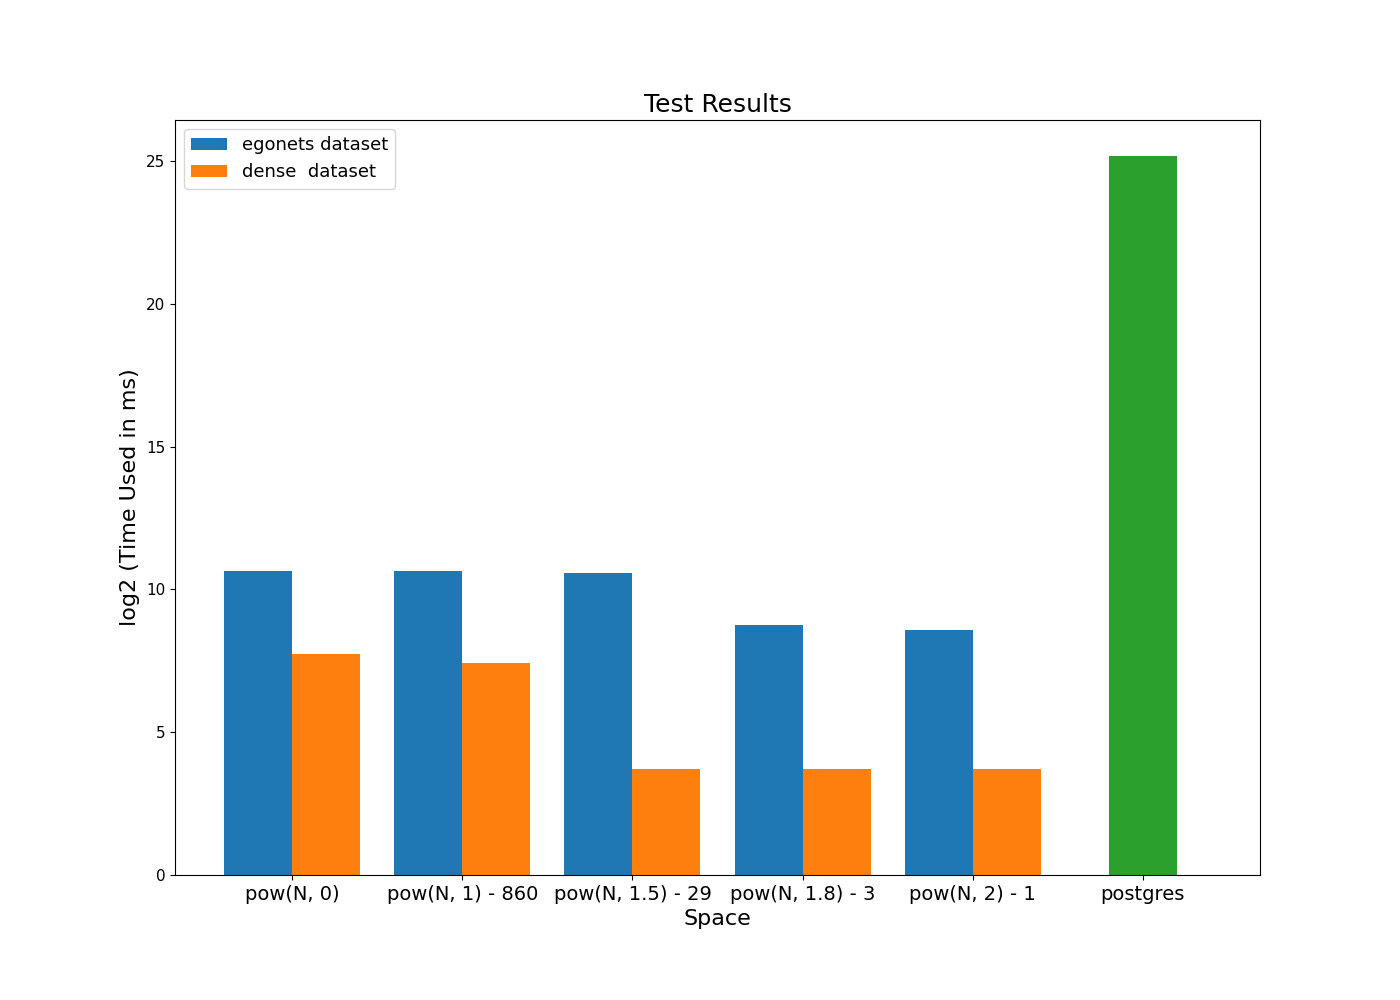 Test Results
egonets dataset
dense  dataset
log2 (Time Used in ms)
25
20
15
10
5
0
pow(N, 0) pow(N, 1) - 860 pow(N, 1.5) - 29 pow(N, 1.8) - 3 pow(N, 2) - 1 postgres
Space